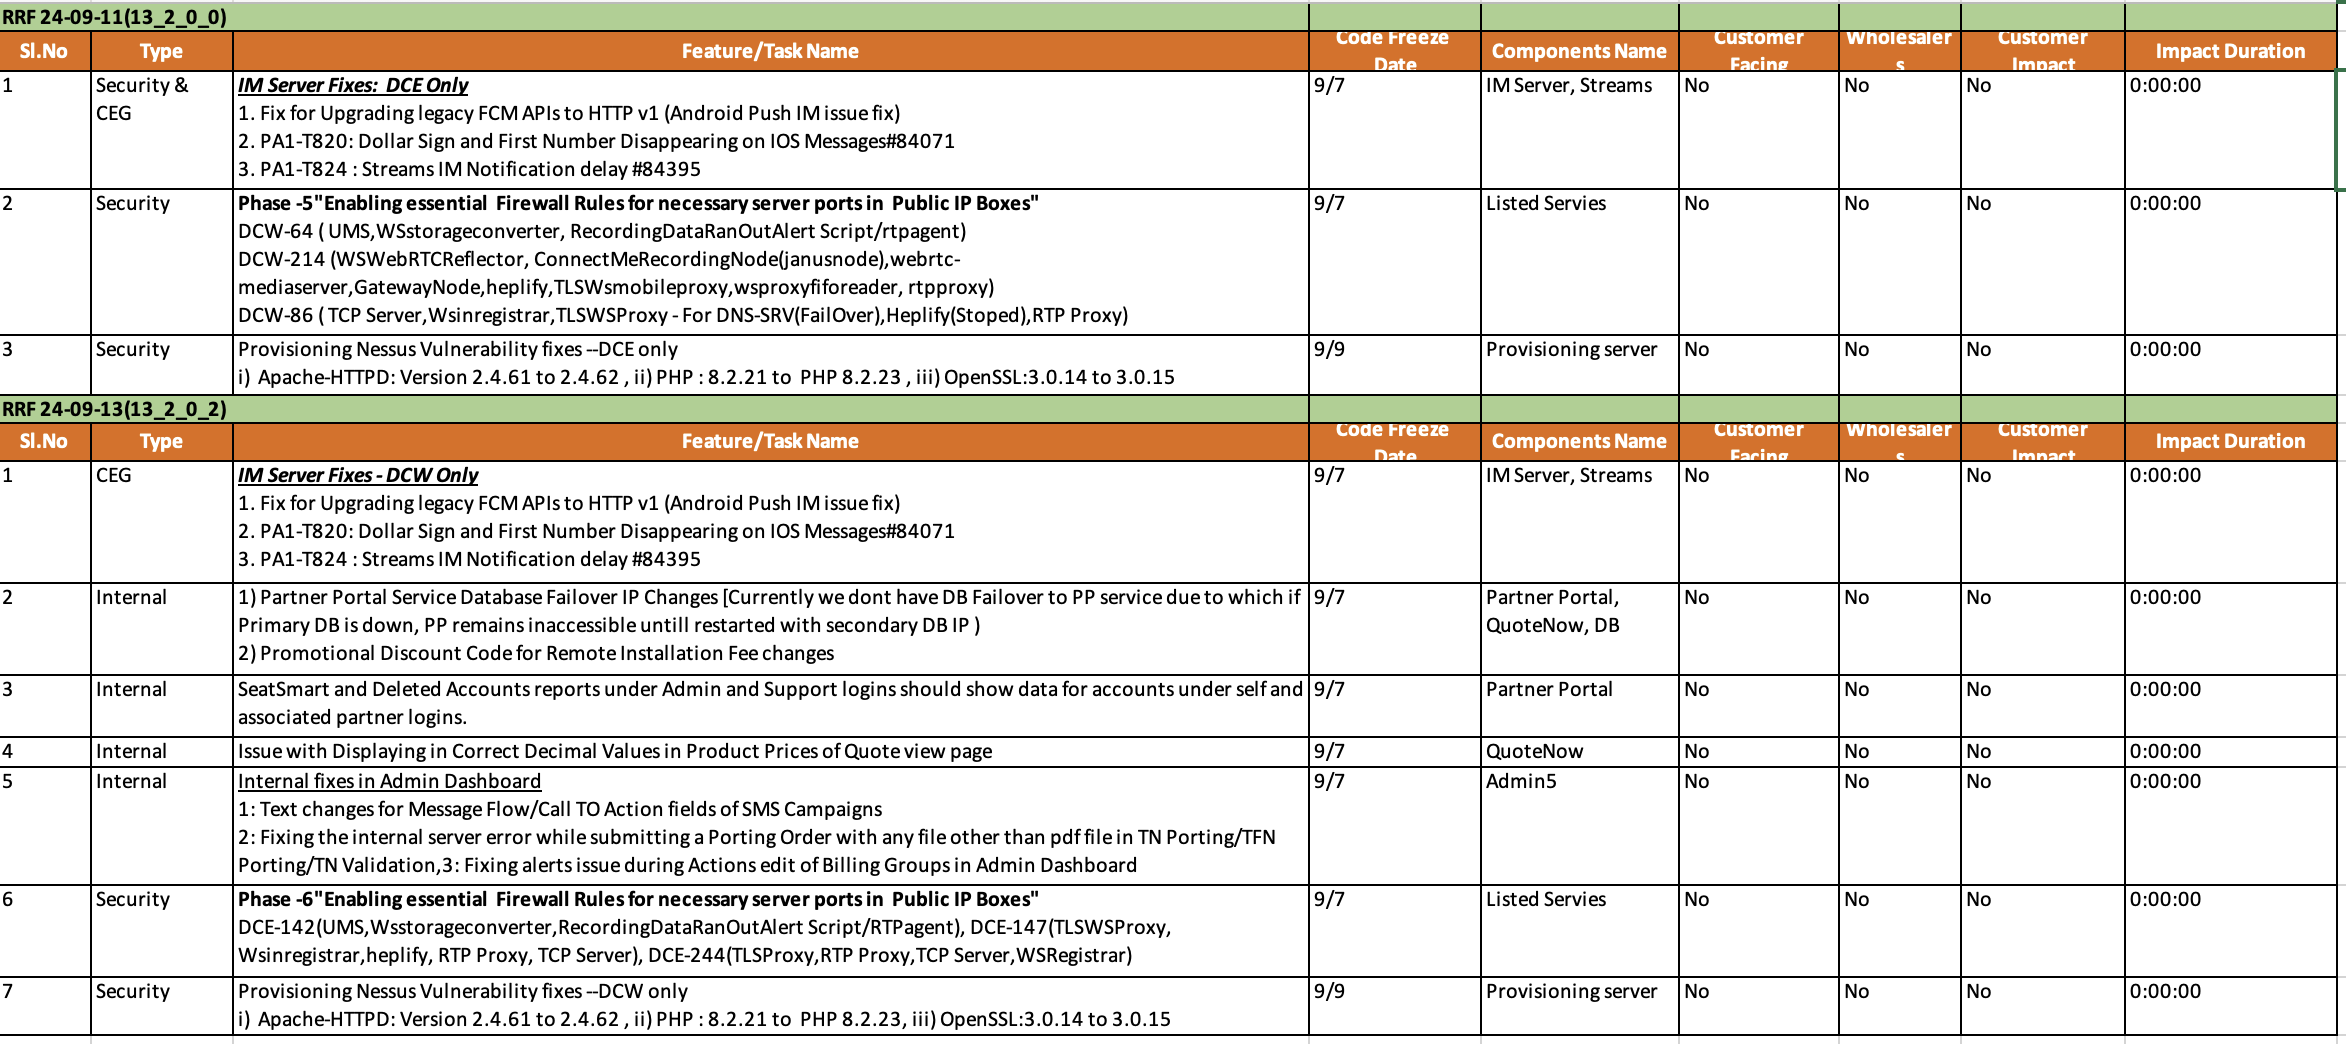 RRF 24-09-11(13_2_0_0)
Sl.No Type Feature/Task Name Code Freeze Date Components Name Customer Facing Wholesalers Customer Impact Impact Duration
1 Security & CEG IM Server Fixes:  DCE Only 9/7 IM Server, Streams No No No 0:00:00
1. Fix for Upgrading legacy FCM APIs to HTTP v1 (Android Push IM issue fix)
2. PA1-T820: Dollar Sign and First Number Disappearing on IOS Messages#84071
3. PA1-T824 : Streams IM Notification delay #84395
2 Security Phase -5"Enabling essential  Firewall Rules for necessary server ports in  Public IP Boxes" 9/7 Listed Servies No No No 0:00:00
DCW-64 ( UMS,WSstorageconverter, RecordingDataRanOutAlert Script/rtpagent)
DCW-214 (WSWebRTCReflector, ConnectMeRecordingNode(janusnode),webrtc-
mediaserver,GatewayNode,heplify,TLSWsmobileproxy,wsproxyfiforeader, rtpproxy)
DCW-86 ( TCP Server,Wsinregistrar,TLSWSProxy - For DNS-SRV(FailOver),Heplify(Stoped),RTP Proxy)
3 Security Provisioning Nessus Vulnerability fixes --DCE only 9/9 Provisioning server No No No 0:00:00
i)  Apache-HTTPD: Version 2.4.61 to 2.4.62 , ii) PHP : 8.2.21 to  PHP 8.2.23 , iii) OpenSSL:3.0.14 to 3.0.15
RRF 24-09-13(13_2_0_2)
Sl.No Type Feature/Task Name Code Freeze Date Components Name Customer Facing Wholesalers Customer Impact Impact Duration
1 CEG IM Server Fixes - DCW Only 9/7 IM Server, Streams No No No 0:00:00
1. Fix for Upgrading legacy FCM APIs to HTTP v1 (Android Push IM issue fix)
2. PA1-T820: Dollar Sign and First Number Disappearing on IOS Messages#84071
3. PA1-T824 : Streams IM Notification delay #84395
2 Internal 1) Partner Portal Service Database Failover IP Changes [Currently we dont have DB Failover to PP service due to which if 9/7 Partner Portal, QuoteNow, DB No No No 0:00:00
Primary DB is down, PP remains inaccessible untill restarted with secondary DB IP )
2) Promotional Discount Code for Remote Installation Fee changes
3 Internal SeatSmart and Deleted Accounts reports under Admin and Support logins should show data for accounts under self and 9/7 Partner Portal No No No 0:00:00
associated partner logins.
4 Internal Issue with Displaying in Correct Decimal Values in Product Prices of Quote view page 9/7 QuoteNow No No No 0:00:00
5 Internal Internal fixes in Admin Dashboard 9/7 Admin5 No No No 0:00:00
1: Text changes for Message Flow/Call TO Action fields of SMS Campaigns
2: Fixing the internal server error while submitting a Porting Order with any file other than pdf file in TN Porting/TFN
Porting/TN Validation,3: Fixing alerts issue during Actions edit of Billing Groups in Admin Dashboard
6 Security Phase -6"Enabling essential  Firewall Rules for necessary server ports in  Public IP Boxes" 9/7 Listed Servies No No No 0:00:00
DCE-142(UMS,Wsstorageconverter,RecordingDataRanOutAlert Script/RTPagent), DCE-147(TLSWSProxy,
Wsinregistrar,heplify, RTP Proxy, TCP Server), DCE-244(TLSProxy,RTP Proxy,TCP Server,WSRegistrar)
7 Security Provisioning Nessus Vulnerability fixes --DCW only 9/9 Provisioning server No No No 0:00:00
i)  Apache-HTTPD: Version 2.4.61 to 2.4.62 , ii) PHP : 8.2.21 to  PHP 8.2.23, iii) OpenSSL:3.0.14 to 3.0.15